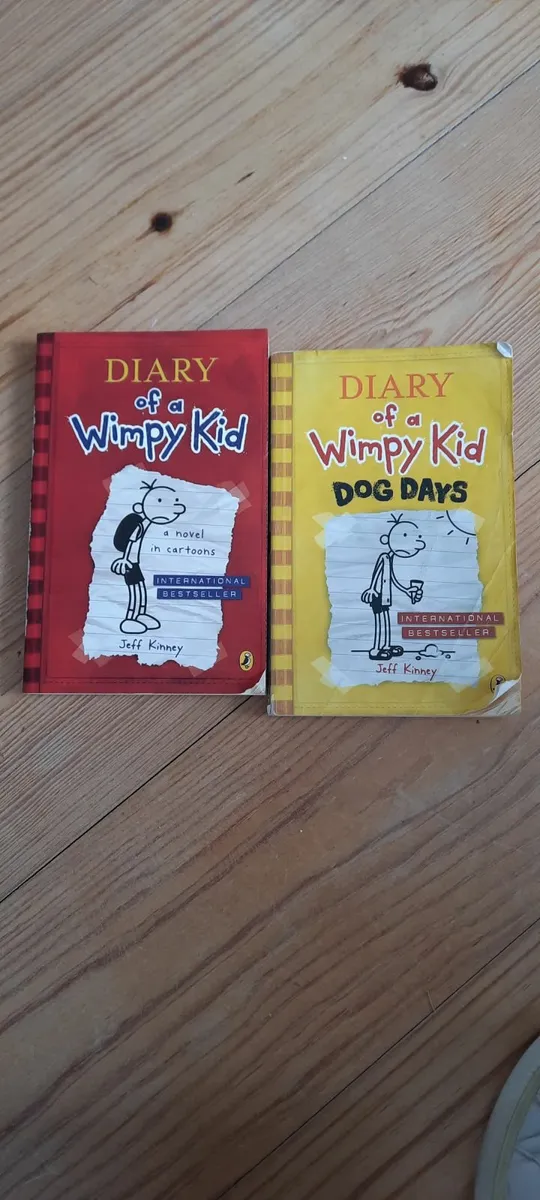 DIARY
of a
Wimpy Kid
a novel
in cartoons
INTERNATIONAL
BESTSELLER
Jeff Kinney
DIARY
of a
Wimpy Kid
DOG DAYS
INTERNATIONAL
BESTSELLER
Jeff Kinney